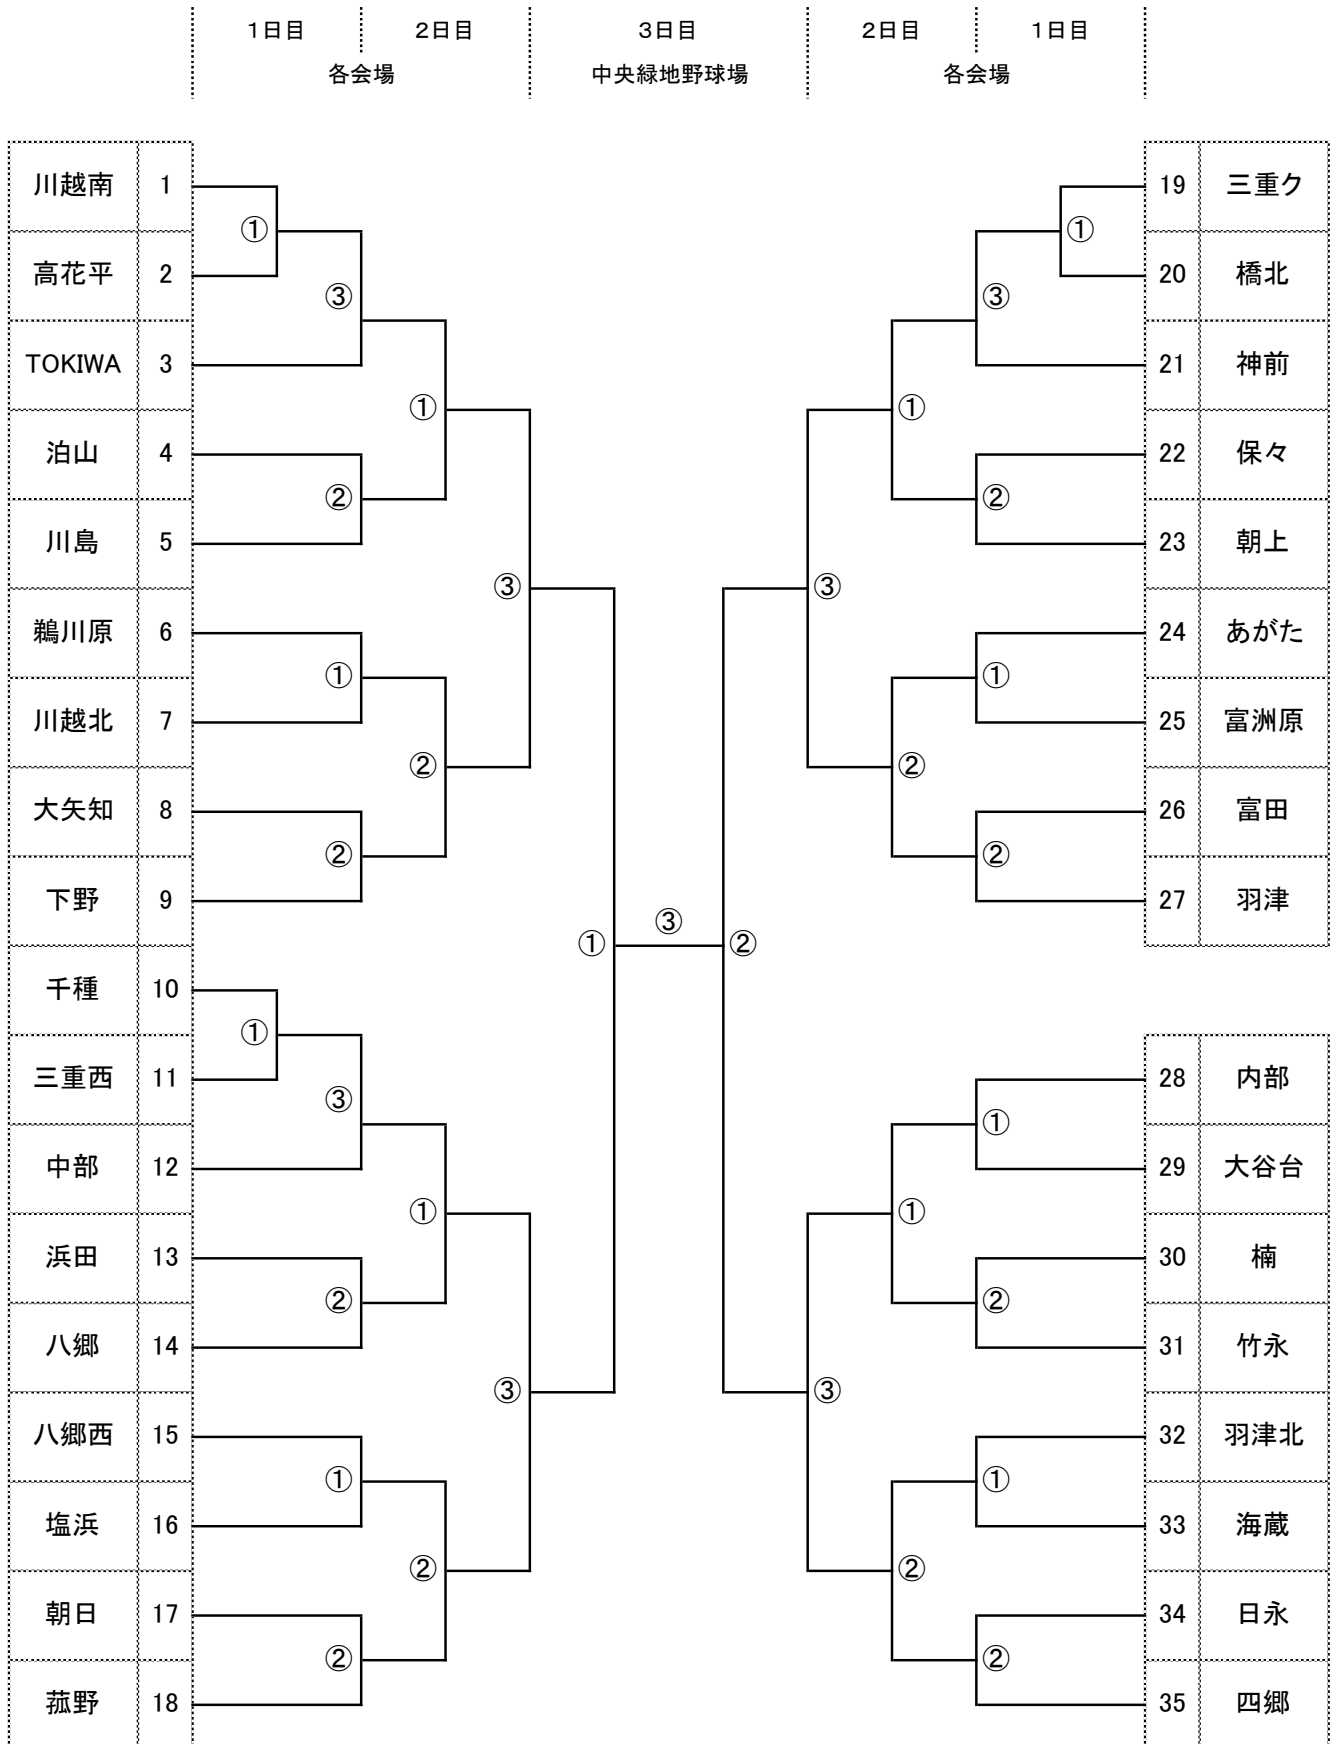 1日目 2日目 3日目 2日目 1日目
各会場 中央緑地野球場 各会場
川越南 1 19 三重ク
① ①
高花平 2 20 橋北
③ ③
TOKIWA 3 21 神前
① ①
泊山 4 22 保々
② ②
川島 5 23 朝上
③ ③
鵜川原 6 24 あがた
① ①
川越北 7 25 富洲原
② ②
大矢知 8 26 富田
② ②
下野 9 27 羽津
③
① ②
千種 10
①
三重西 11 28 内部
③ ①
中部 12 29 大谷台
① ①
浜田 13 30 楠
② ②
八郷 14 31 竹永
③ ③
八郷西 15 32 羽津北
① ①
塩浜 16 33 海蔵
② ②
朝日 17 34 日永
② ②
菰野 18 35 四郷